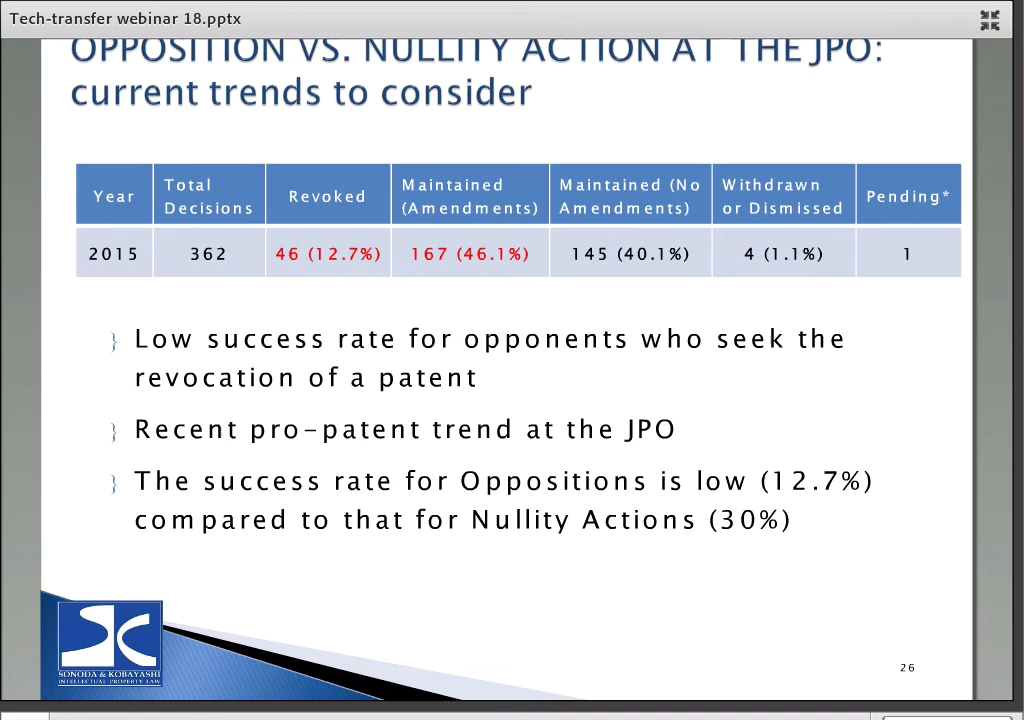 Tech-transfer webinar 18.pptx
OPPOSITION VS. NULLITY ACTION AT THE JPO:
current trends to consider
Year | Total Decisions | Revoked | Maintained (Amendments) | Maintained (No Amendments) | Withdrawn or Dismissed | Pending*
2015 | 362 | 46 (12.7%) | 167 (46.1%) | 145 (40.1%) | 4 (1.1%) | 1
} Low success rate for opponents who seek the
revocation of a patent
} Recent pro-patent trend at the JPO
} The success rate for Oppositions is low (12.7%)
compared to that for Nullity Actions (30%)
SONODA & KOBAYASHI
INTELLECTUAL PROPERTY LAW
26